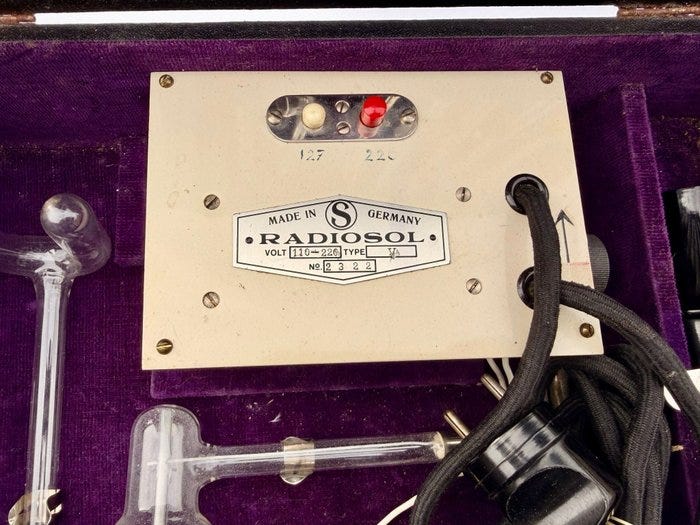 127 220
MADE IN S GERMANY
RADIOSOL
VOLT 110-220 TYPE
No. 2322